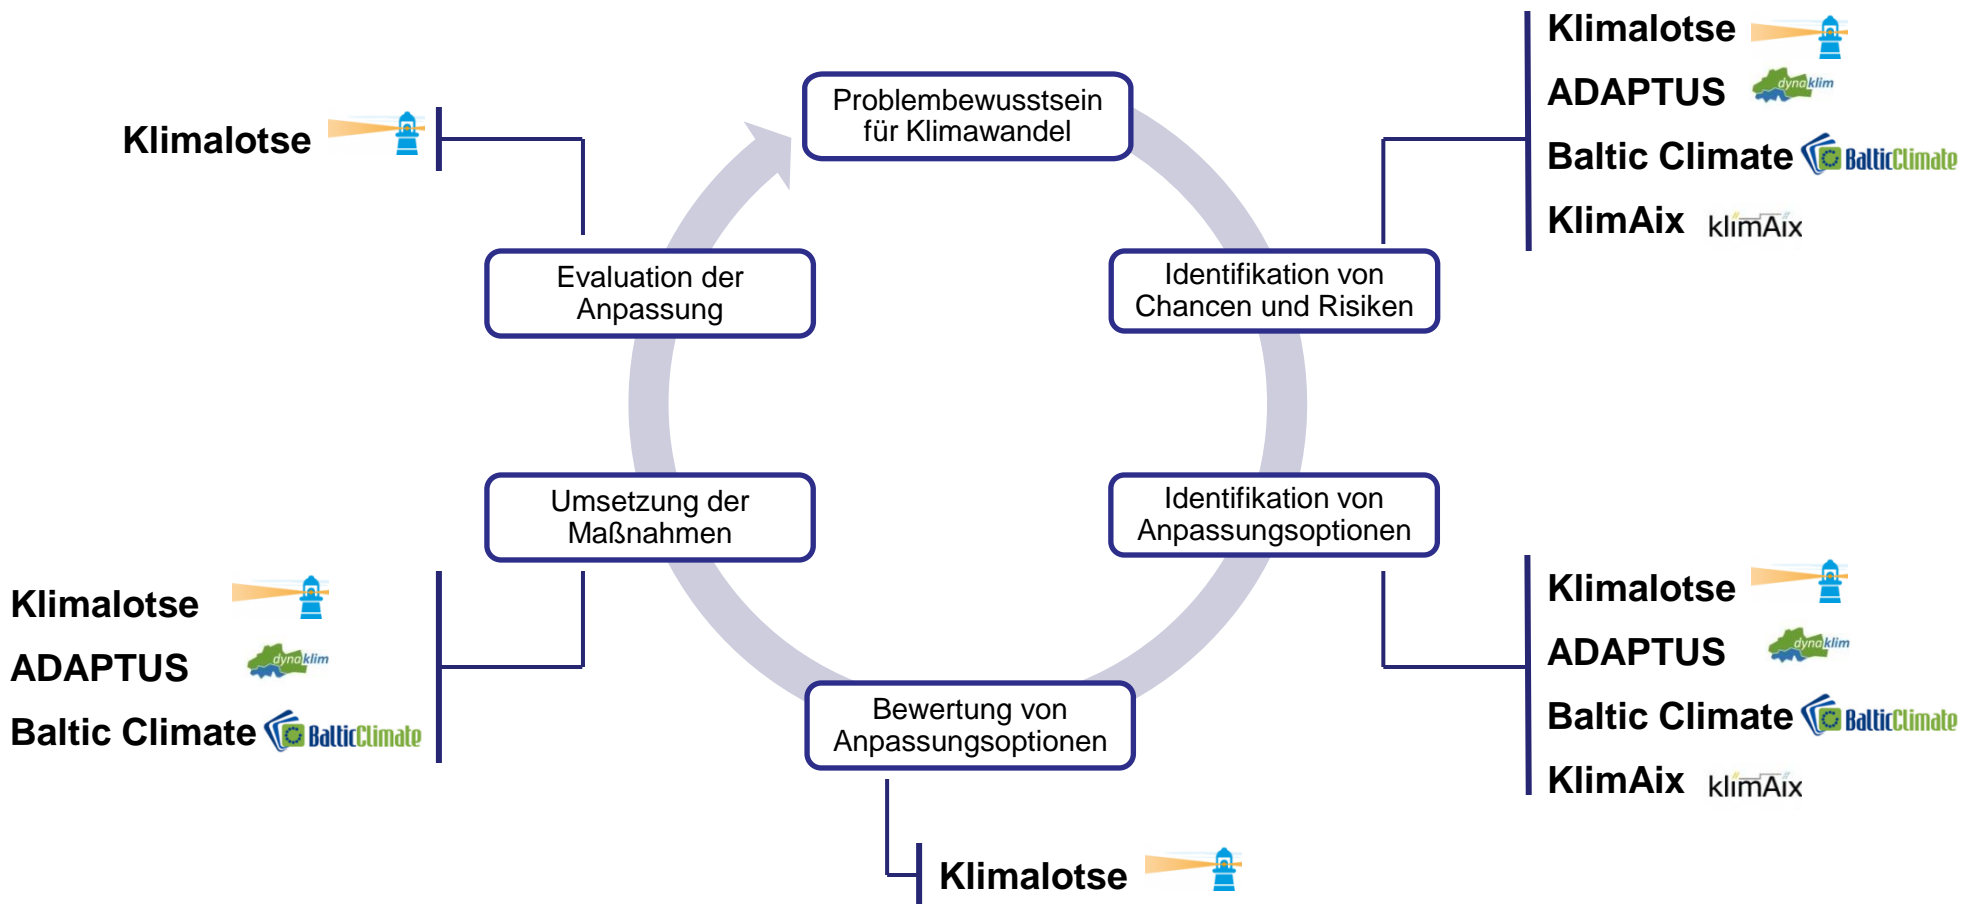 Problembewusstsein
für Klimawandel
Klimalotse
ADAPTUS dynaklim
Baltic Climate BalticClimate
KlimAix klimAix
Identifikation von
Chancen und Risiken
Identifikation von
Anpassungsoptionen
Klimalotse
ADAPTUS dynaklim
Baltic Climate BalticClimate
KlimAix klimAix
Bewertung von
Anpassungsoptionen
Klimalotse
Umsetzung der
Maßnahmen
Klimalotse
ADAPTUS dynaklim
Baltic Climate BalticClimate
Evaluation der
Anpassung
Klimalotse